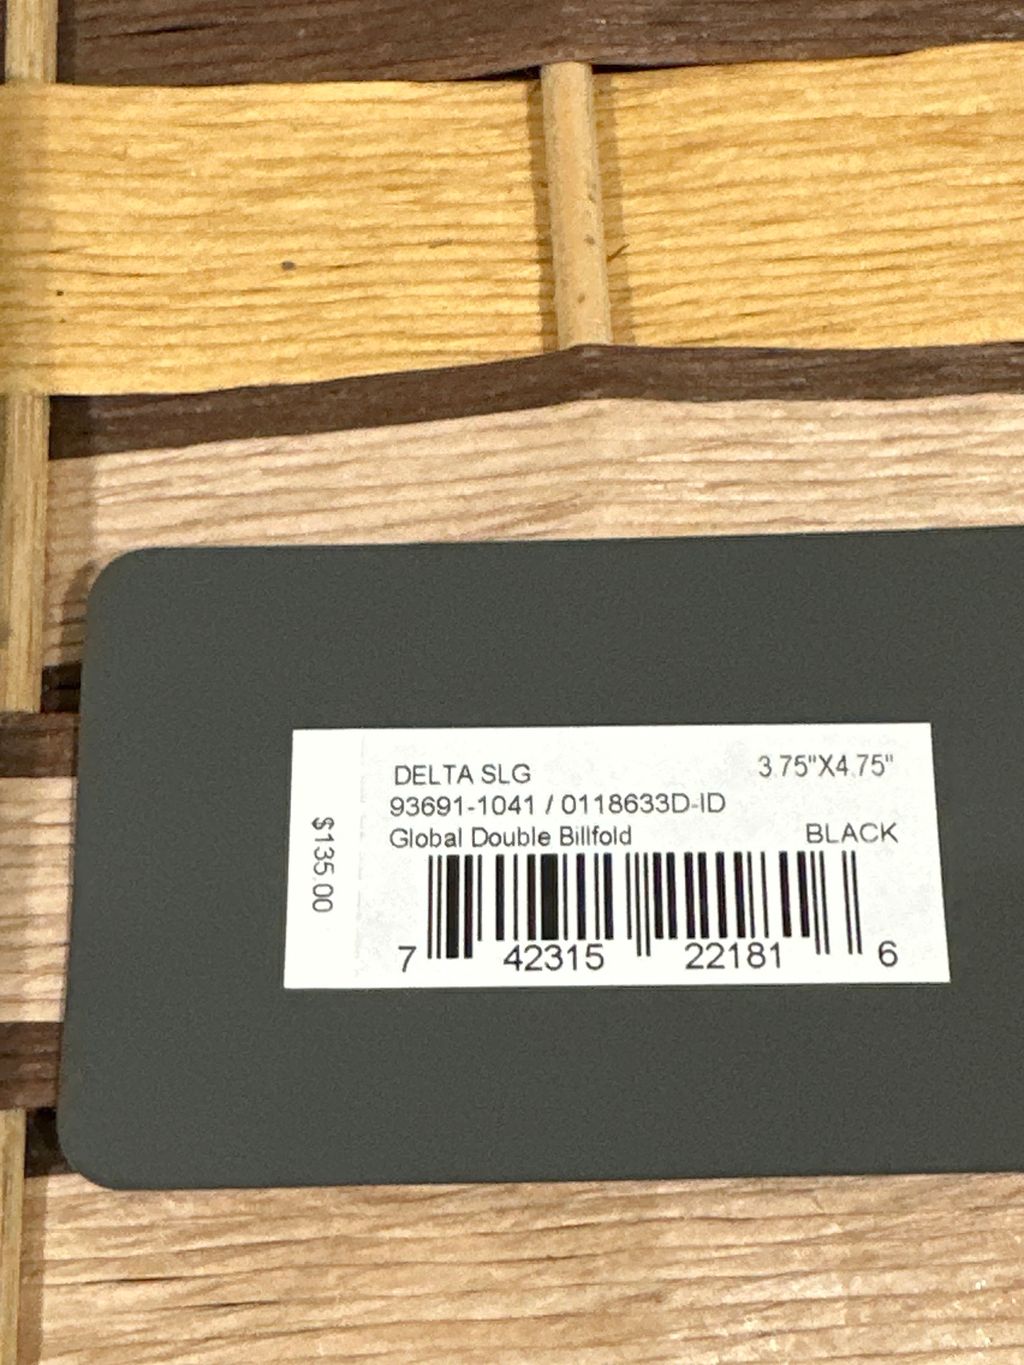 DELTA SLG 3.75"X4.75"
93691-1041 / 0118633D-ID
Global Double Billfold BLACK
$135.00
7 42315 22181 6